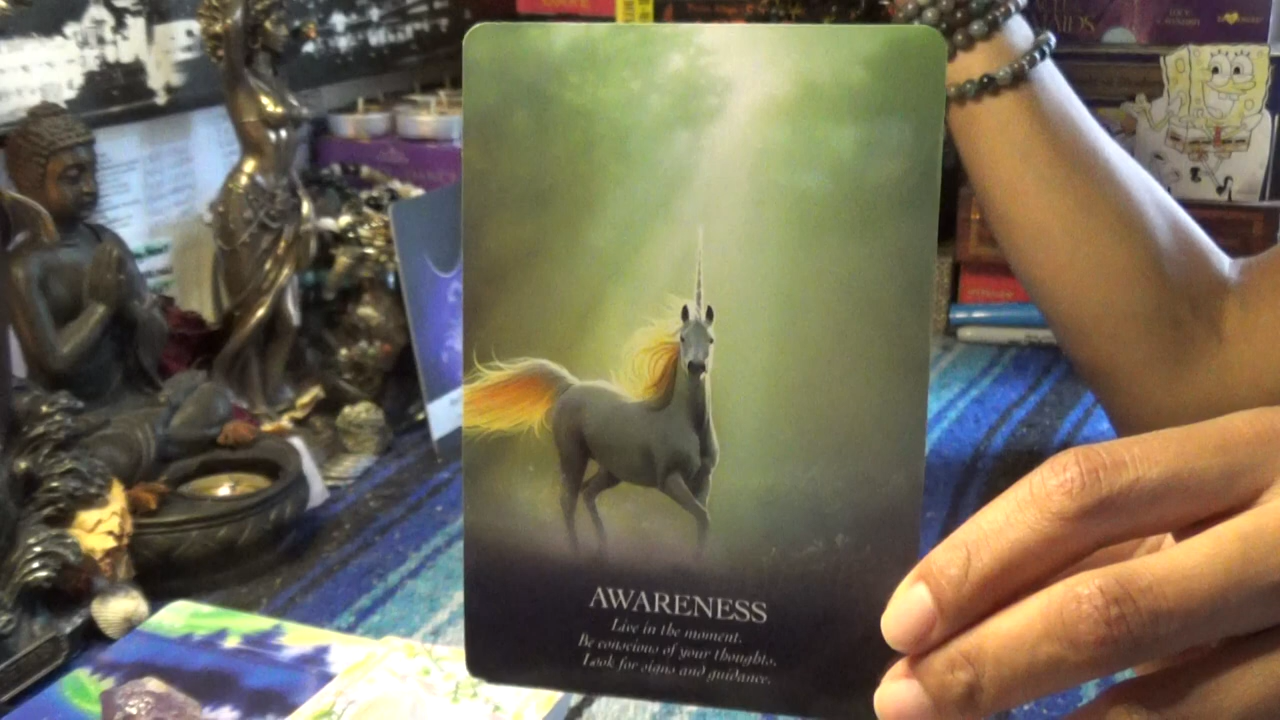 AWARENESS
Live in the moment.
Be conscious of your thoughts.
Look for signs and guidance.